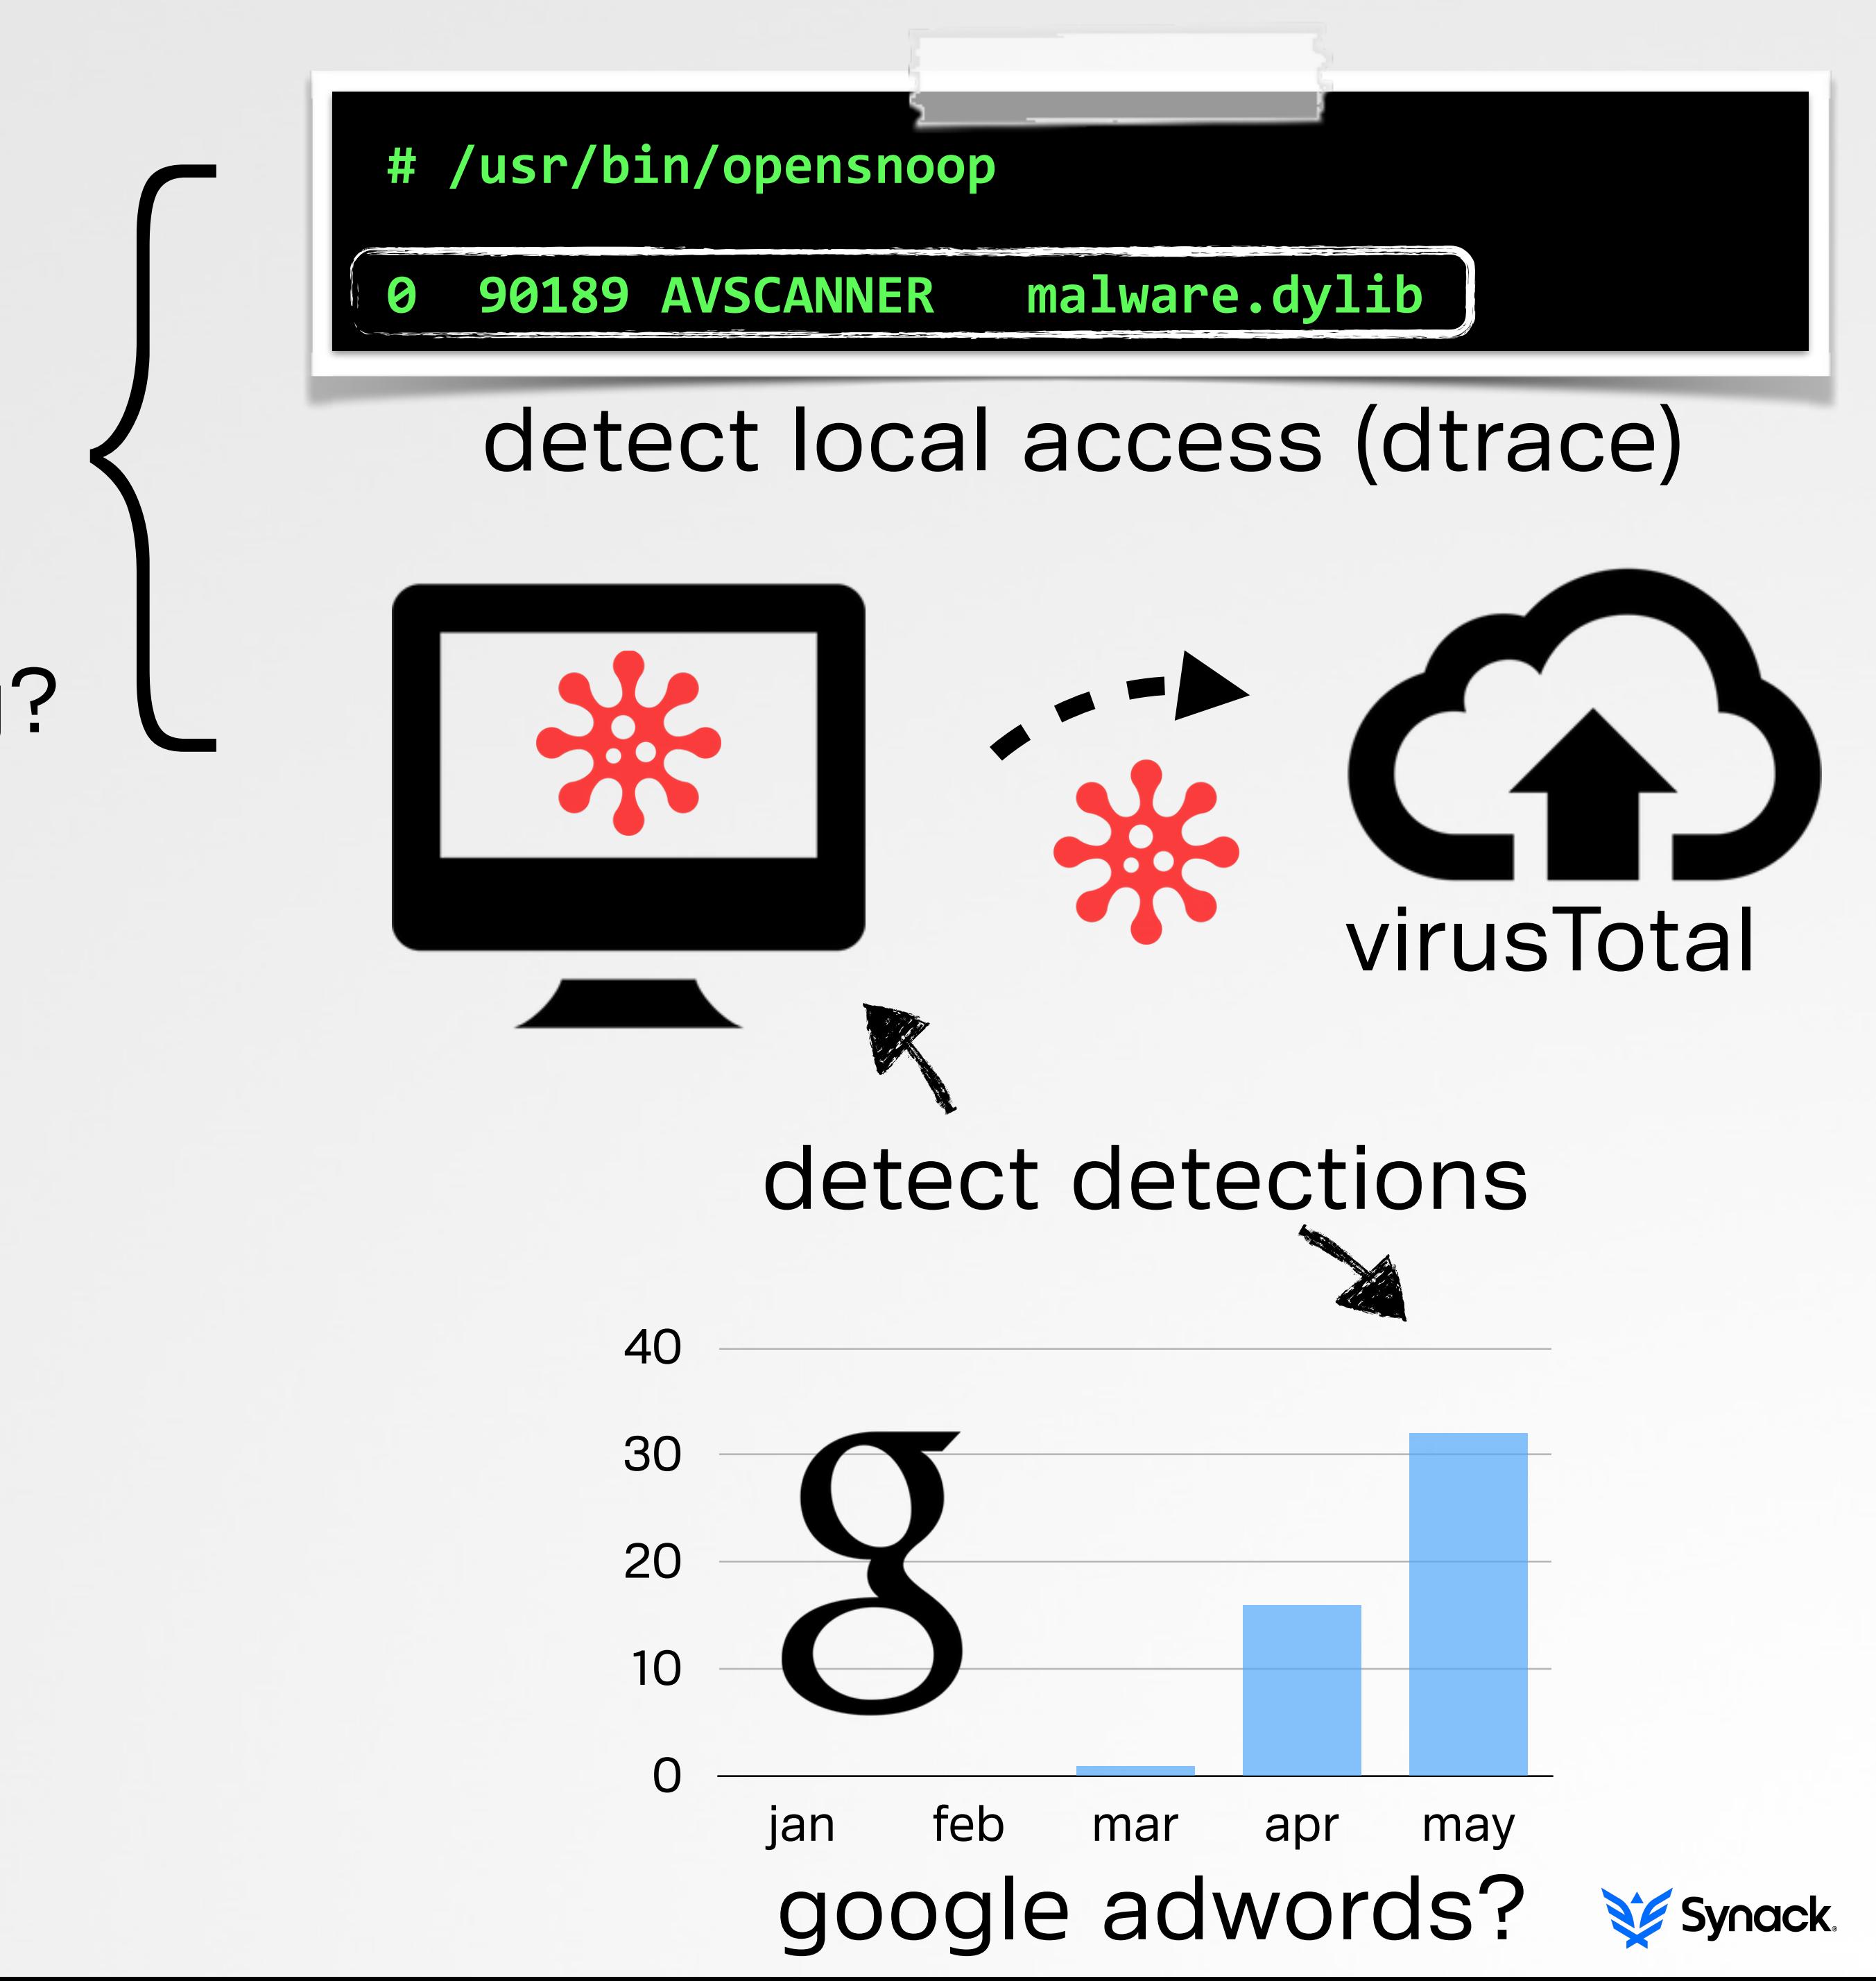 # /usr/bin/opensnoop
0 90189 AVSCANNER malware.dylib
detect local access (dtrace)
?
virusTotal
detect detections
40
30
20
10
0
g
jan feb mar apr may
google adwords?
Synack